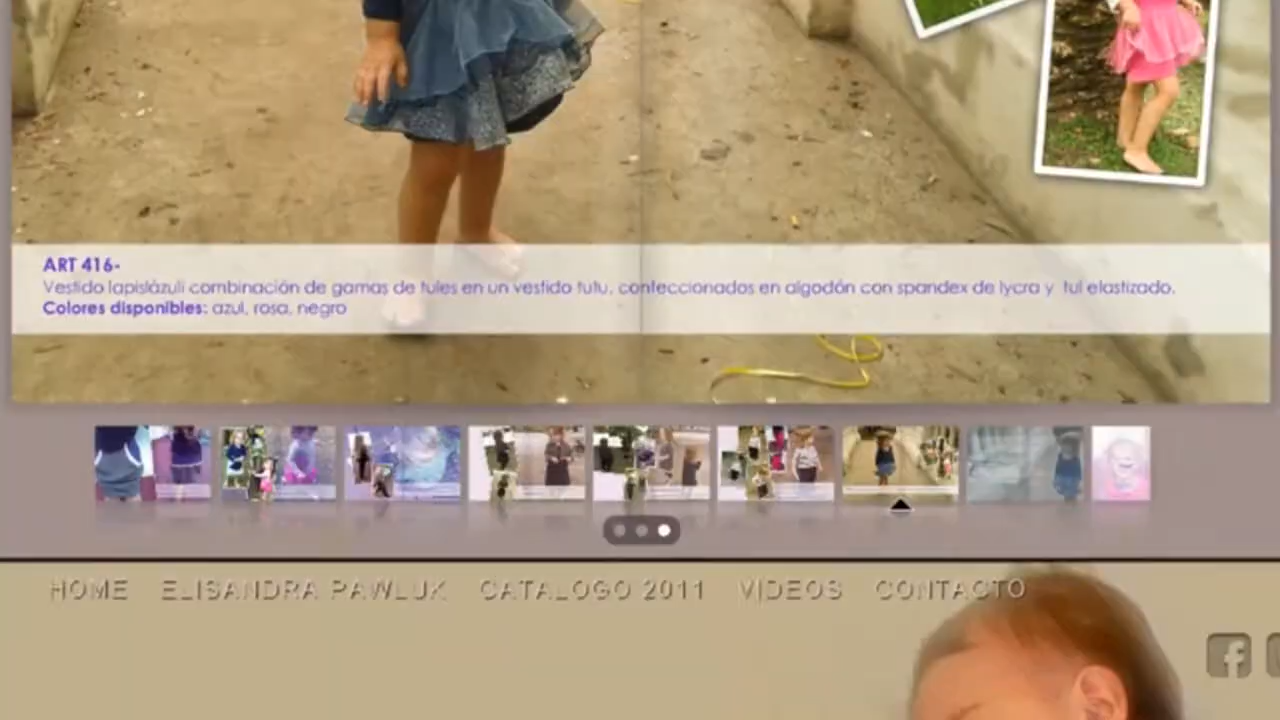 ART 416-
Vestido lapislázuli combinación de gamas de tules en un vestido tutu, confeccionados en algodón con spandex de lycra y tul elastizado.
Colores disponibles: azul, rosa, negro
HOME ELISANDRA PAWLUK CATALOGO 2011 VIDEOS CONTACTO
f